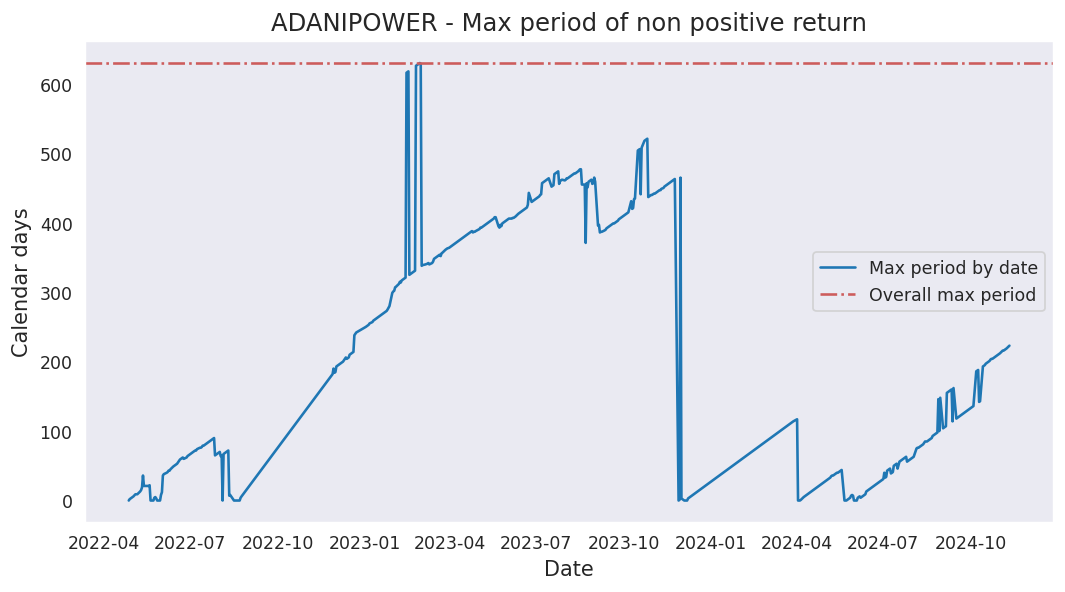 ADANIPOWER - Max period of non positive return
Calendar days
600
500
400
300
200
100
0
Max period by date
Overall max period
2022-04 2022-07 2022-10 2023-01 2023-04 2023-07 2023-10 2024-01 2024-04 2024-07 2024-10
Date